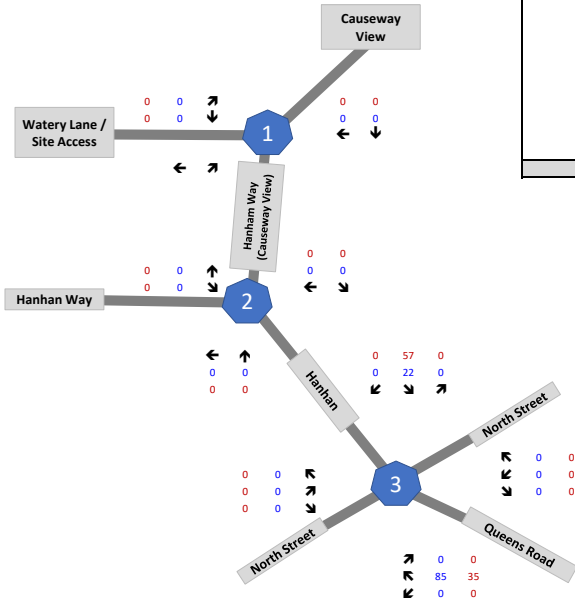 Causeway
View
0 0 ↗
0 0 ↓
0 0
0 0
← ↓
Watery Lane /
Site Access
1
← ↗
Hanham Way
(Causeway View)
0 0 ↑
0 0 ↘
0 0
0 0
← ↘
Hanhan Way
2
← ↑
0 0
0 0
Hanhan
0 57 0
0 22 0
↙ ↘ ↗
North Street
0 0 ↖
0 0 ↗
0 0 ↘
3
↖ 0 0
↙ 0 0
↘ 0 0
North Street
Queens Road
↗ 0 0
↖ 85 35
↙ 0 0